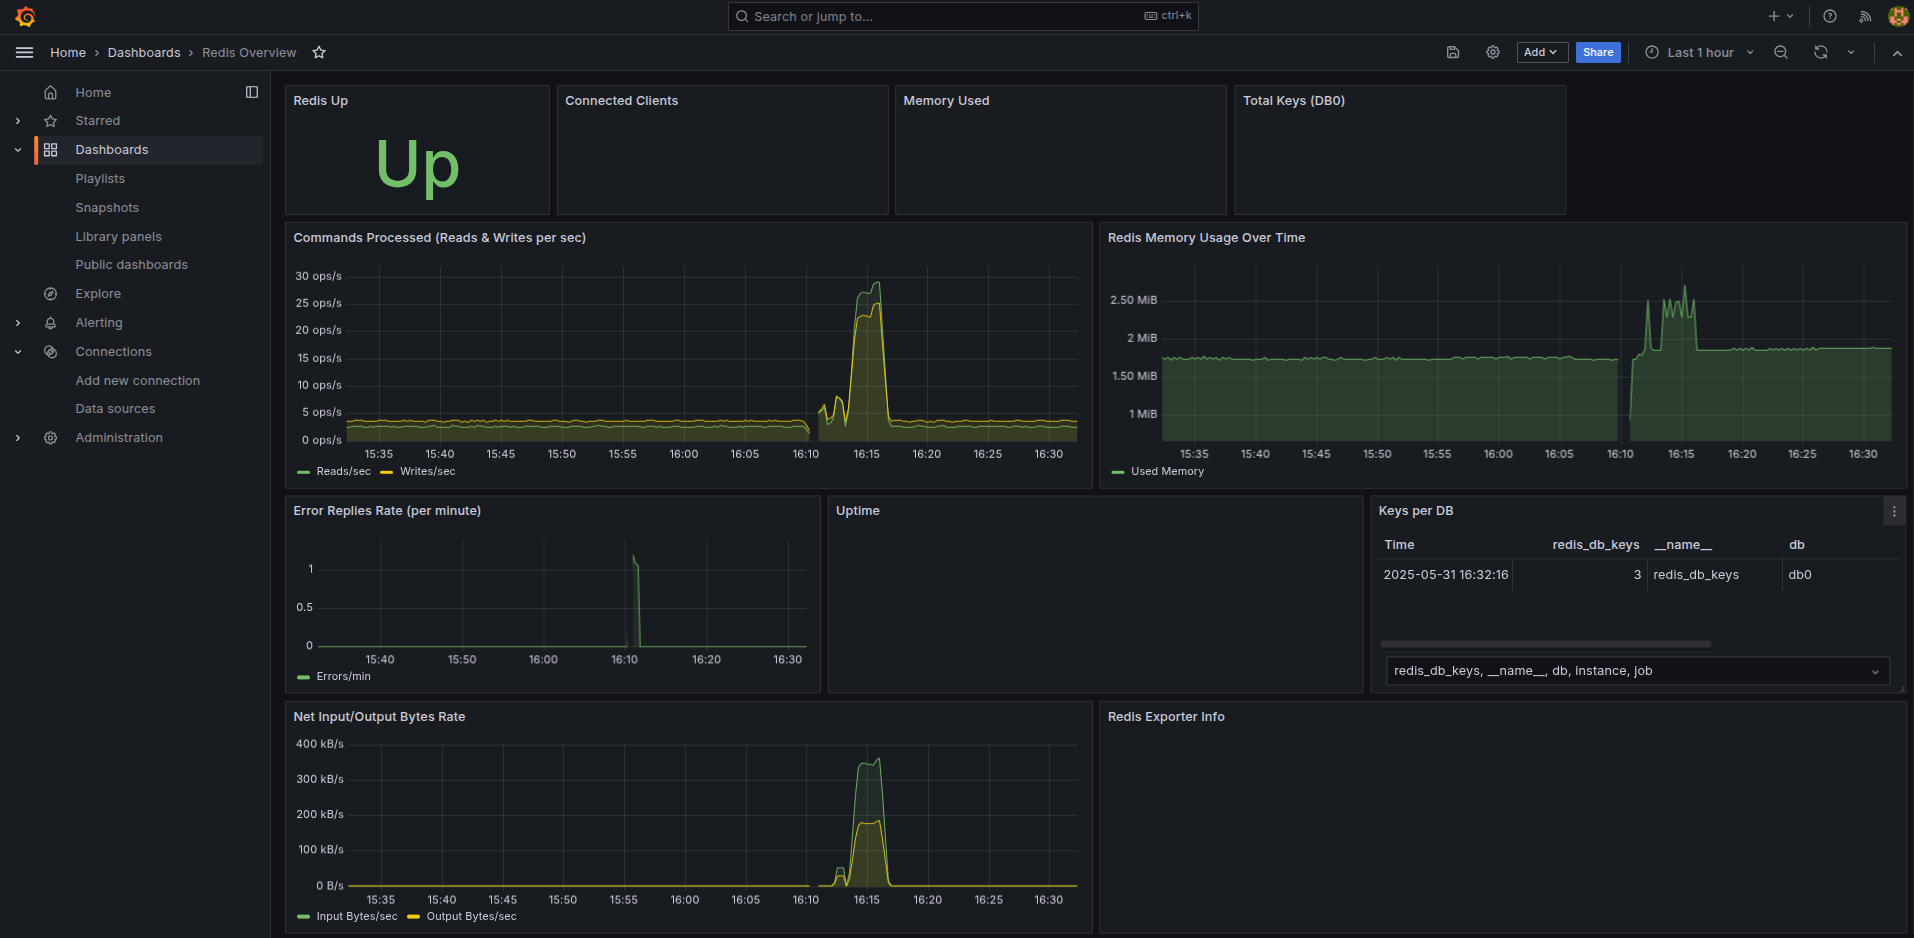 Search or jump to...
ctrl+k
Home › Dashboards › Redis Overview
Add
Share
Last 1 hour
Home
Starred
Dashboards
Playlists
Snapshots
Library panels
Public dashboards
Explore
Alerting
Connections
Add new connection
Data sources
Administration
Redis Up
Up
Connected Clients
Memory Used
Total Keys (DB0)
Commands Processed (Reads & Writes per sec)
30 ops/s
25 ops/s
20 ops/s
15 ops/s
10 ops/s
5 ops/s
0 ops/s
15:35 15:40 15:45 15:50 15:55 16:00 16:05 16:10 16:15 16:20 16:25 16:30
Reads/sec Writes/sec
Redis Memory Usage Over Time
2.50 MiB
2 MiB
1.50 MiB
1 MiB
15:35 15:40 15:45 15:50 15:55 16:00 16:05 16:10 16:15 16:20 16:25 16:30
Used Memory
Error Replies Rate (per minute)
1
0.5
0
15:40 15:50 16:00 16:10 16:20 16:30
Errors/min
Uptime
Keys per DB
Time redis_db_keys __name__ db
2025-05-31 16:32:16 3 redis_db_keys db0
redis_db_keys, __name__, db, instance, job
Net Input/Output Bytes Rate
400 kB/s
300 kB/s
200 kB/s
100 kB/s
0 B/s
15:35 15:40 15:45 15:50 15:55 16:00 16:05 16:10 16:15 16:20 16:25 16:30
Input Bytes/sec Output Bytes/sec
Redis Exporter Info